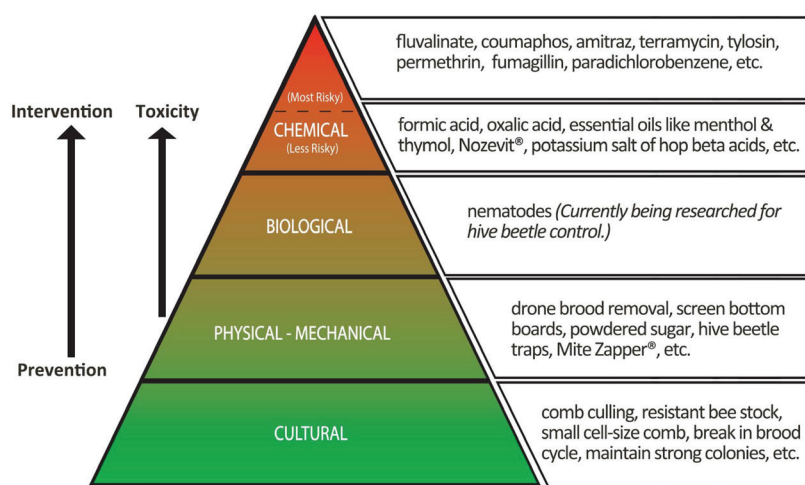 fluvalinate, coumaphos, amitraz, terramycin, tylosin,
permethrin, fumagillin, paradichlorobenzene, etc.
Intervention
Toxicity
(Most Risky)
CHEMICAL
(Less Risky)
formic acid, oxalic acid, essential oils like menthol &
thymol, Nozevit®, potassium salt of hop beta acids, etc.
BIOLOGICAL
nematodes (Currently being researched for
hive beetle control.)
PHYSICAL - MECHANICAL
drone brood removal, screen bottom
boards, powdered sugar, hive beetle
traps, Mite Zapper®, etc.
Prevention
CULTURAL
comb culling, resistant bee stock,
small cell-size comb, break in brood
cycle, maintain strong colonies, etc.